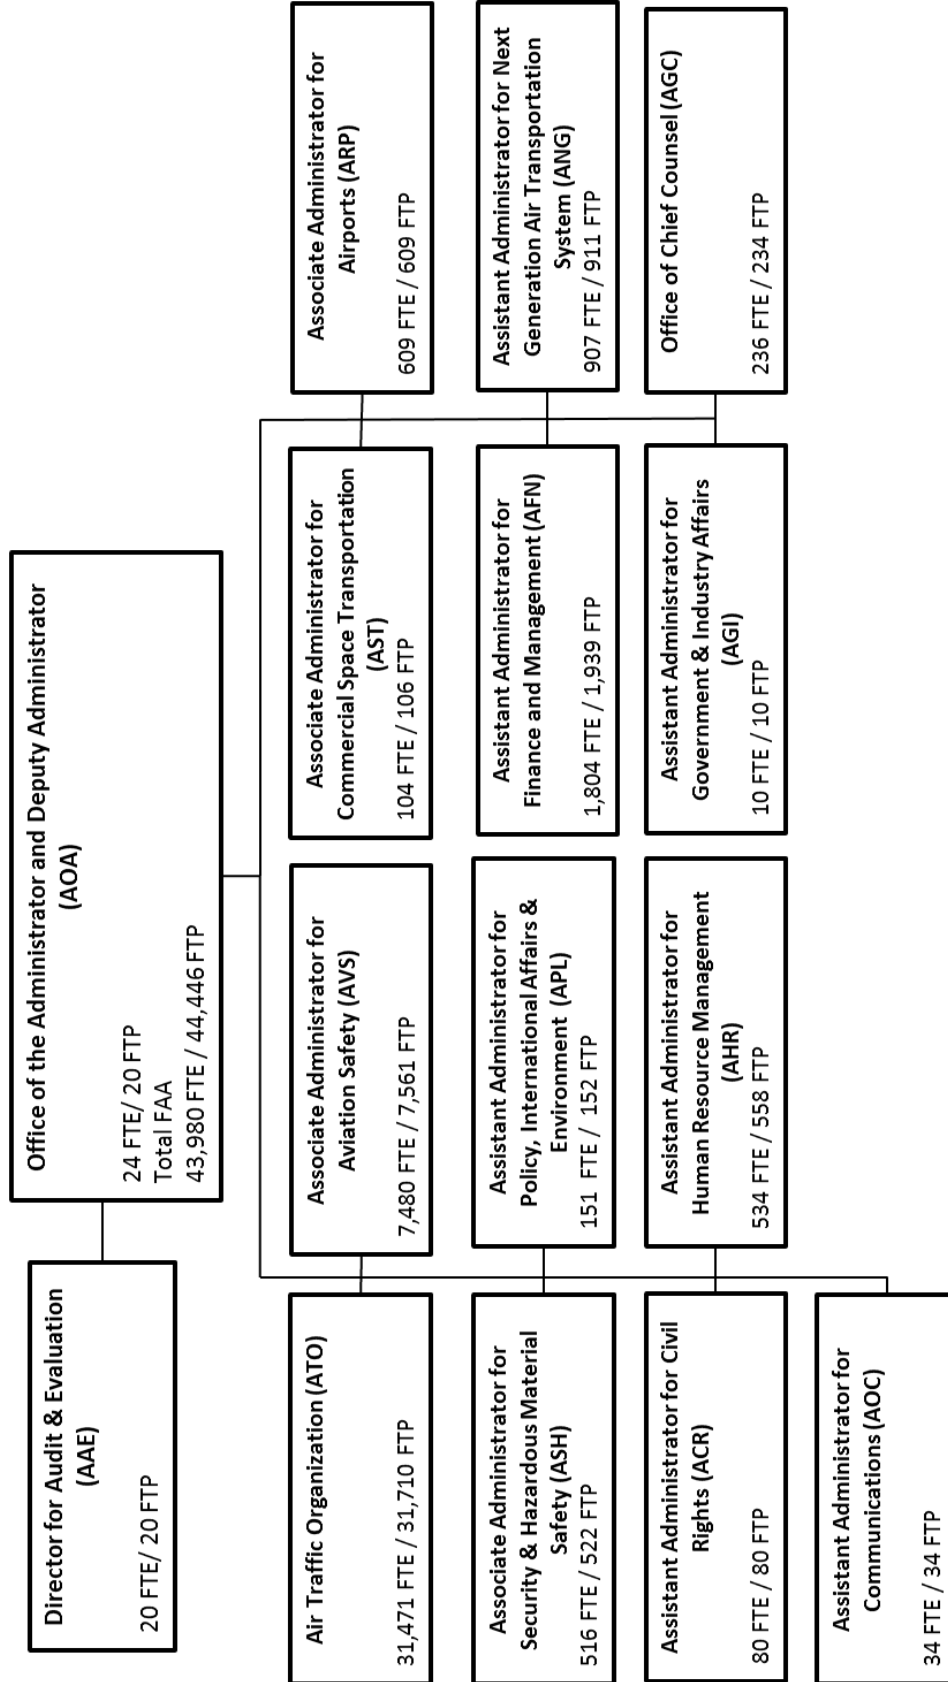 Office of the Administrator and Deputy Administrator
(AOA)
24 FTE/ 20 FTP
Total FAA
43,980 FTE / 44,446 FTP
Director for Audit & Evaluation
(AAE)
20 FTE/ 20 FTP
Air Traffic Organization (ATO)
31,471 FTE / 31,710 FTP
Associate Administrator for
Aviation Safety (AVS)
7,480 FTE / 7,561 FTP
Associate Administrator for
Commercial Space Transportation
(AST)
104 FTE / 106 FTP
Associate Administrator for
Airports (ARP)
609 FTE / 609 FTP
Associate Administrator for
Security & Hazardous Material
Safety (ASH)
516 FTE / 522 FTP
Assistant Administrator for
Policy, International Affairs &
Environment (APL)
151 FTE / 152 FTP
Assistant Administrator for
Finance and Management (AFN)
1,804 FTE / 1,939 FTP
Assistant Administrator for Next
Generation Air Transportation
System (ANG)
907 FTE / 911 FTP
Assistant Administrator for Civil
Rights (ACR)
80 FTE / 80 FTP
Assistant Administrator for
Human Resource Management
(AHR)
534 FTE / 558 FTP
Assistant Administrator for
Government & Industry Affairs
(AGI)
10 FTE / 10 FTP
Office of Chief Counsel (AGC)
236 FTE / 234 FTP
Assistant Administrator for
Communications (AOC)
34 FTE / 34 FTP